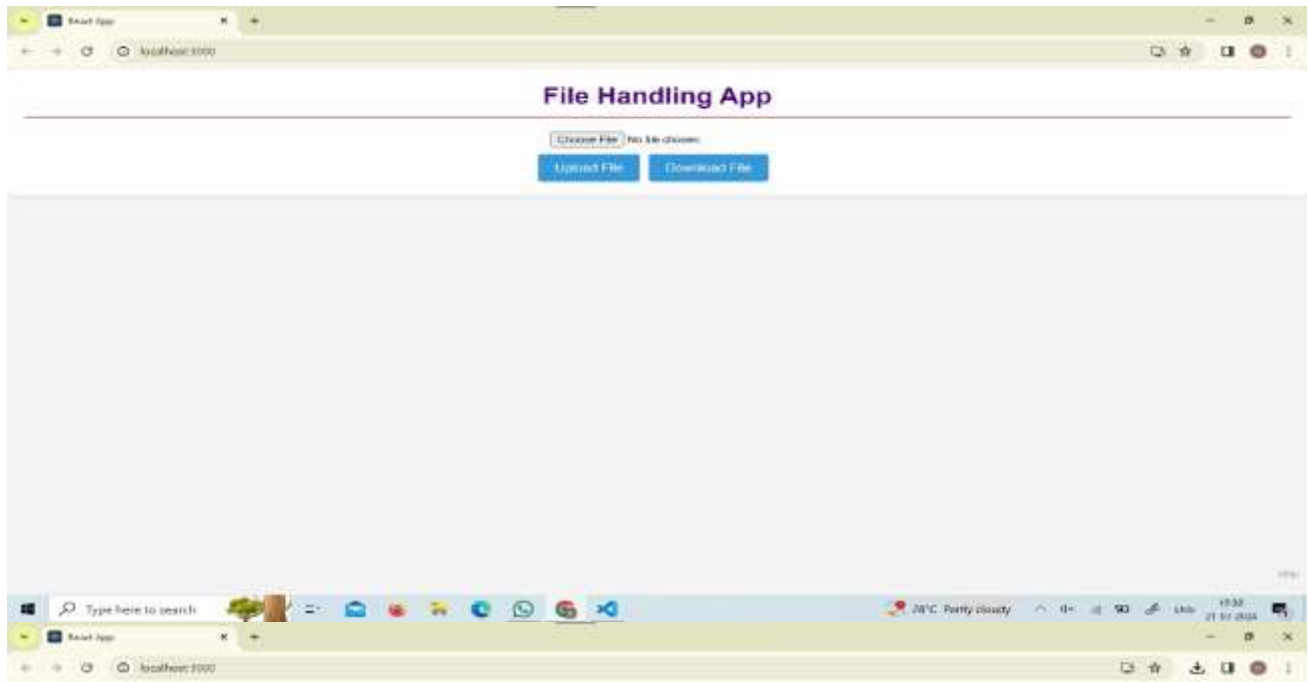 React App
localhost:3000
File Handling App
Choose File No file chosen
Upload File Download File
Type here to search
Partly cloudy
React App
localhost:3000